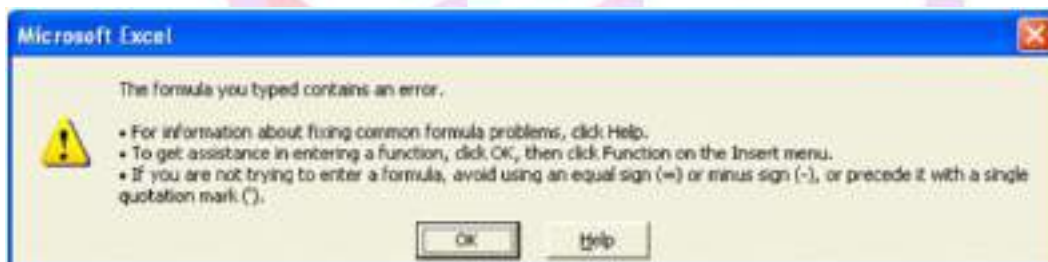 Microsoft Excel
The formula you typed contains an error.
• For information about fixing common formula problems, click Help.
• To get assistance in entering a function, click OK, then click Function on the Insert menu.
• If you are not trying to enter a formula, avoid using an equal sign (=) or minus sign (-), or precede it with a single
quotation mark (').
OK Help